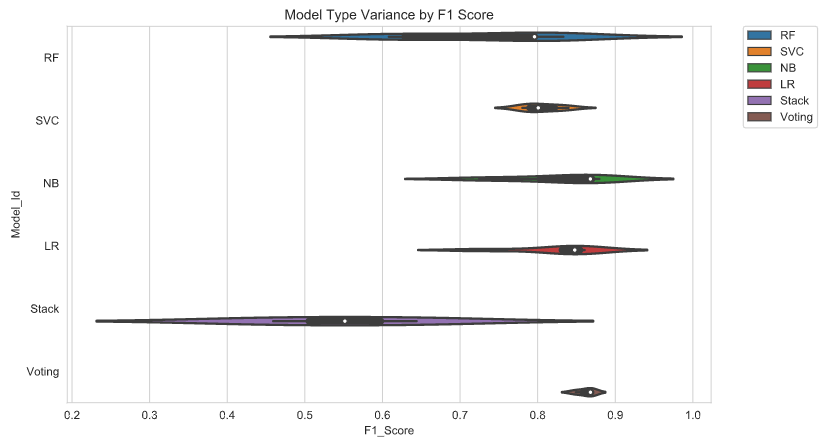 Model Type Variance by F1 Score
RF
SVC
NB
LR
Stack
Voting
Model_Id
RF
SVC
NB
LR
Stack
Voting
0.2 0.3 0.4 0.5 0.6 0.7 0.8 0.9 1.0
F1_Score